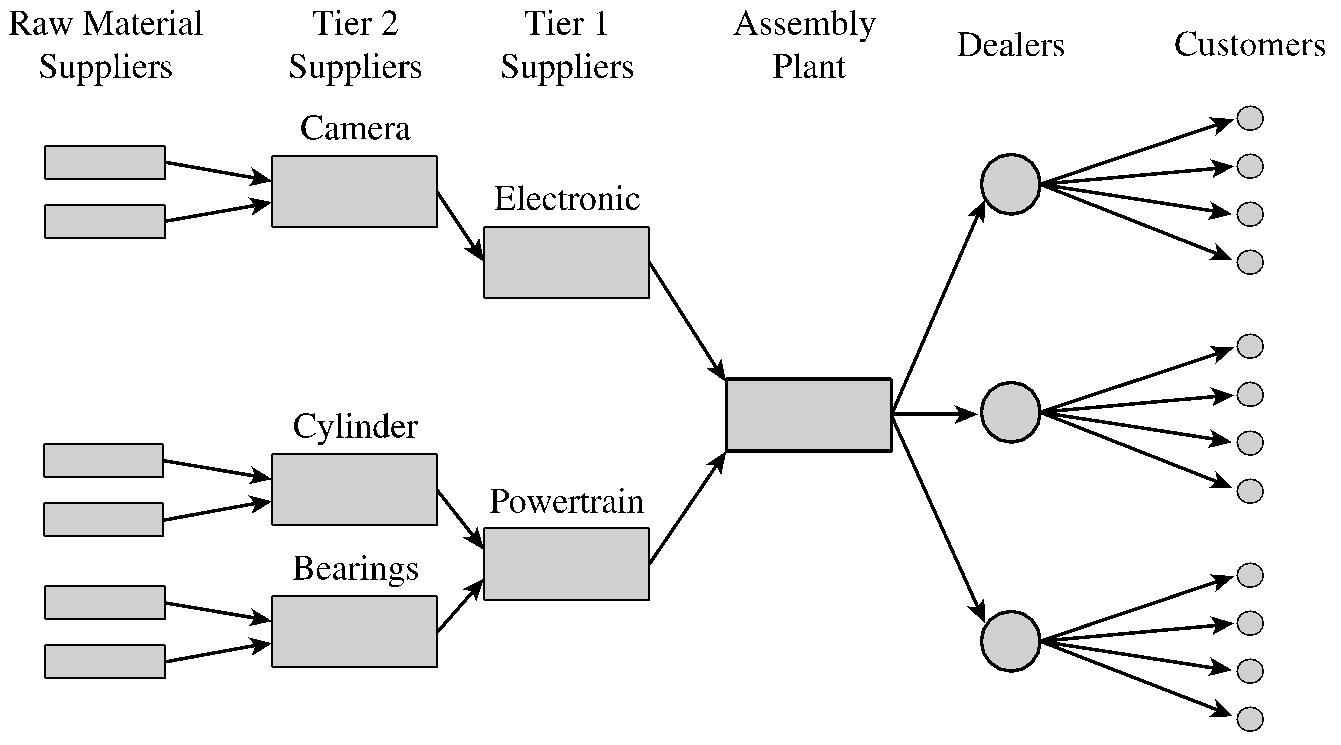 Raw Material
Suppliers
Tier 2
Suppliers
Tier 1
Suppliers
Assembly
Plant
Dealers
Customers
Camera
Electronic
Cylinder
Powertrain
Bearings